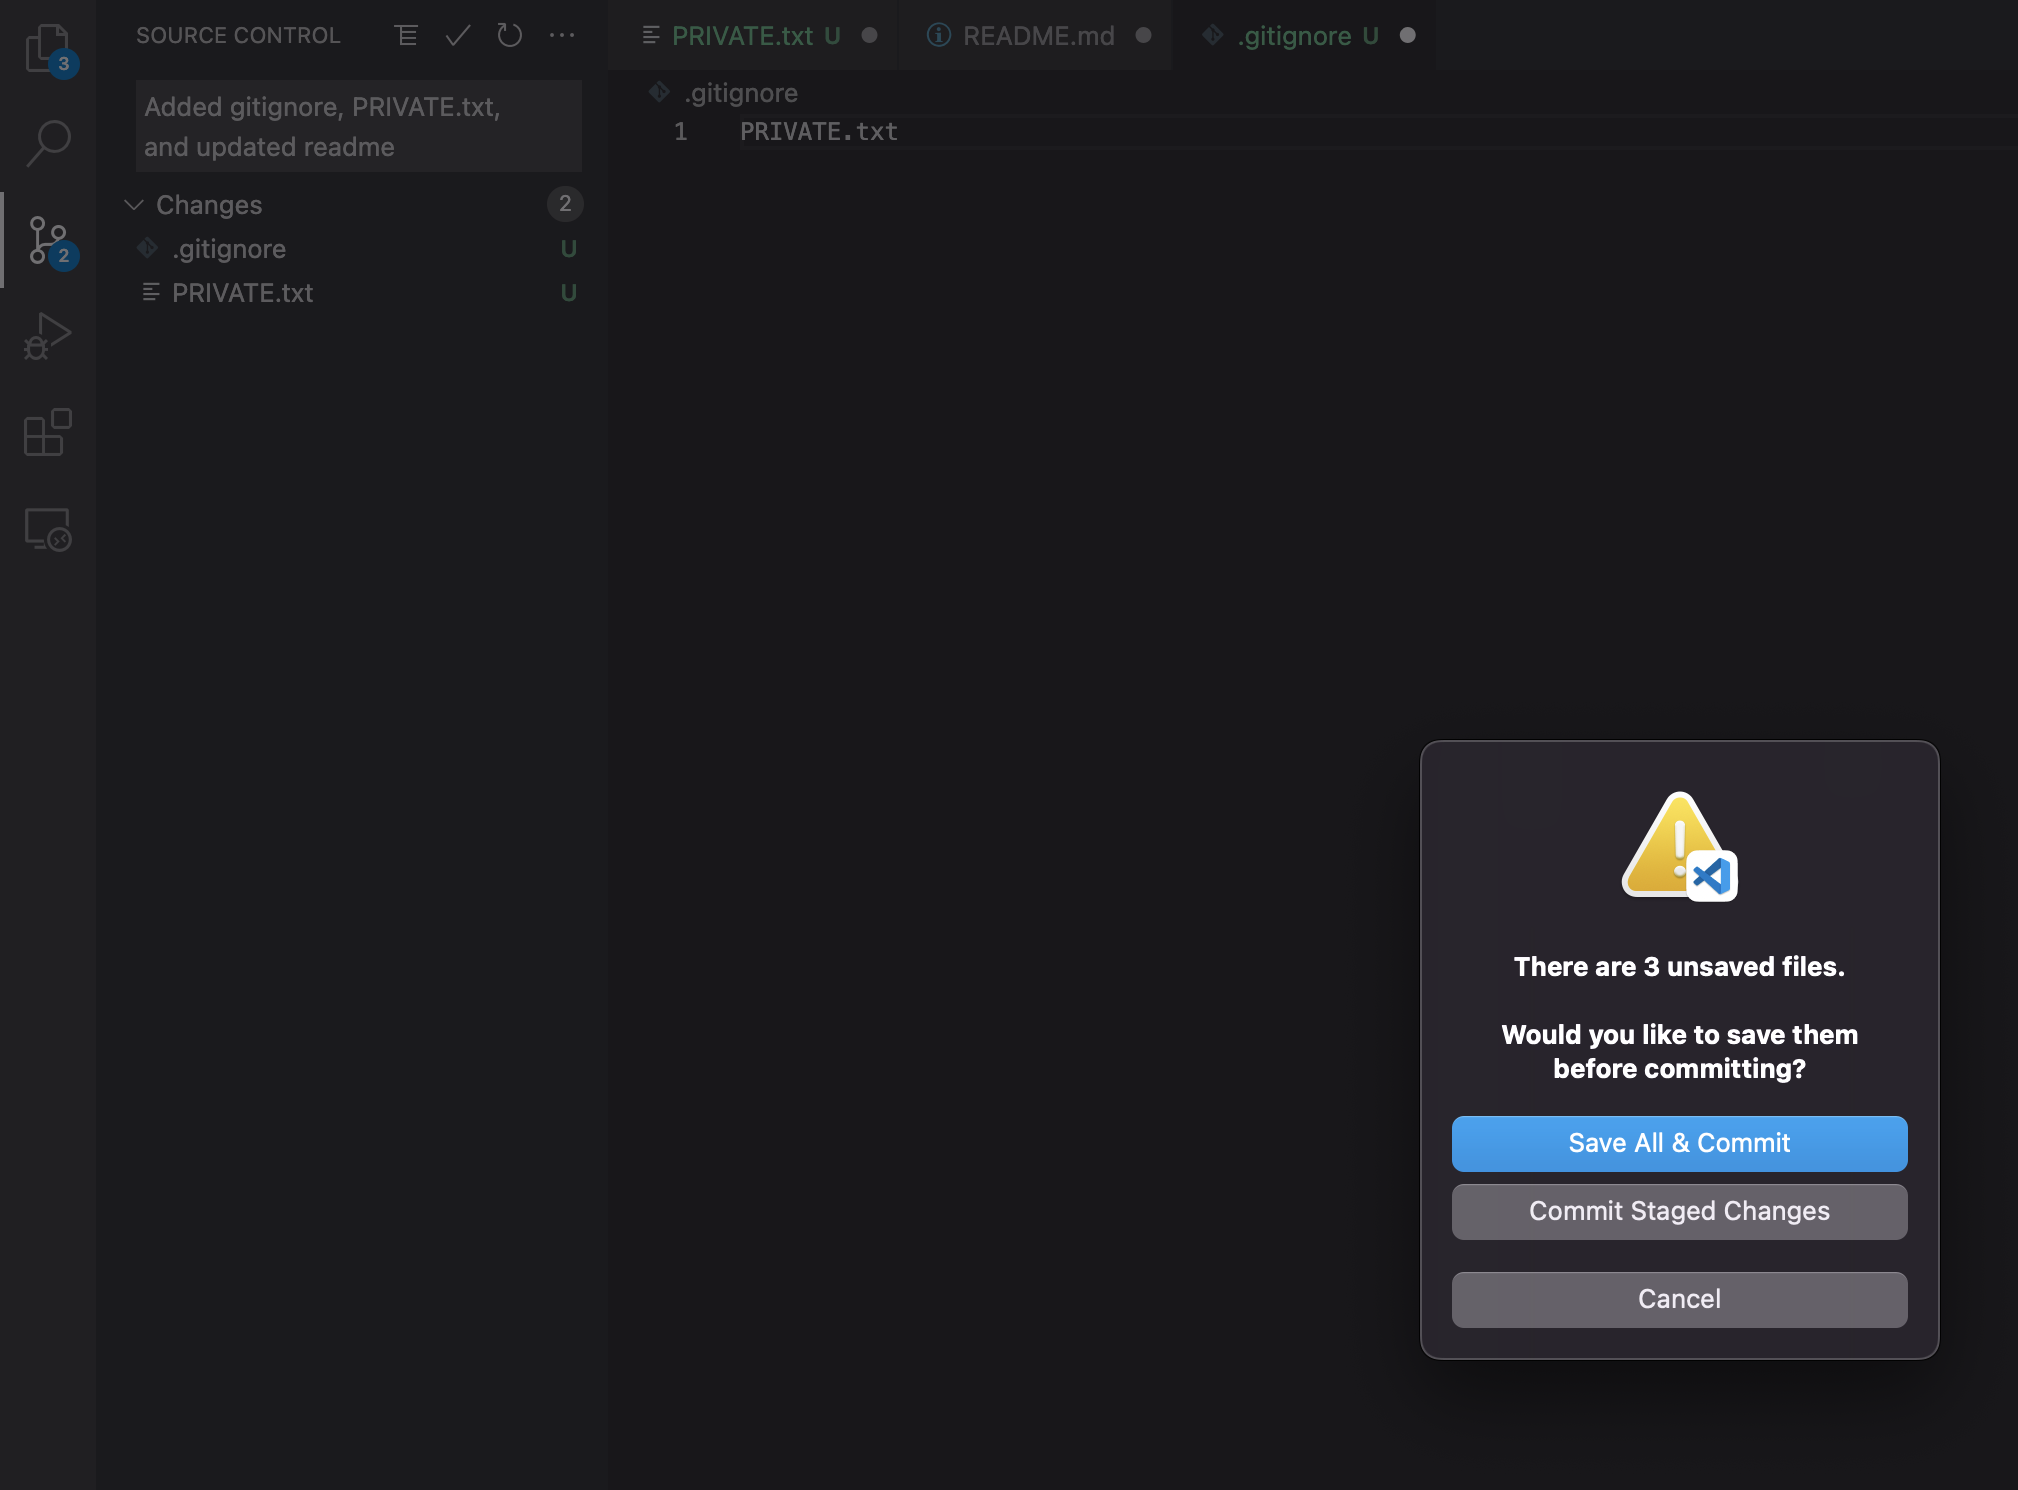 SOURCE CONTROL
3
Added gitignore, PRIVATE.txt,
and updated readme
Changes 2
.gitignore U
PRIVATE.txt U
2
PRIVATE.txt U
README.md
.gitignore U
.gitignore
1 PRIVATE.txt
There are 3 unsaved files.
Would you like to save them
before committing?
Save All & Commit
Commit Staged Changes
Cancel